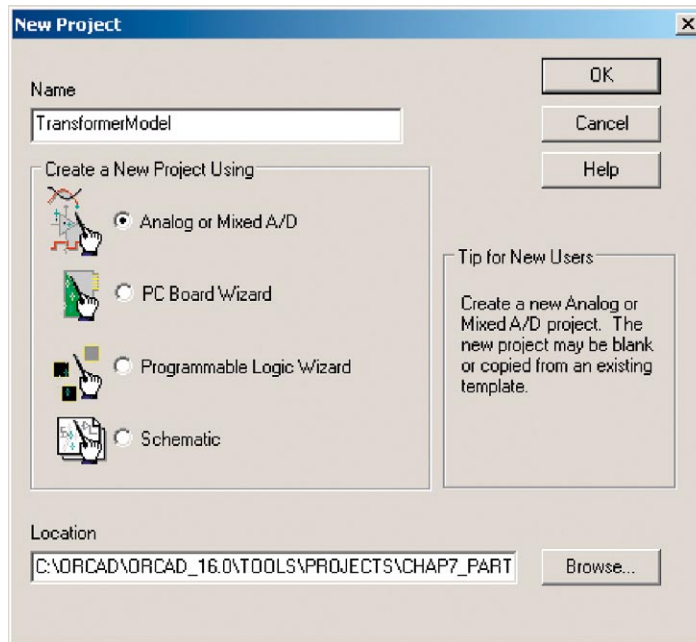 New Project
Name
TransformerModel
OK
Cancel
Help
Create a New Project Using
Analog or Mixed A/D
PC Board Wizard
Programmable Logic Wizard
Schematic
Tip for New Users
Create a new Analog or
Mixed A/D project. The
new project may be blank
or copied from an existing
template.
Location
C:\ORCAD\ORCAD_16.0\TOOLS\PROJECTS\CHAP7_PART
Browse...